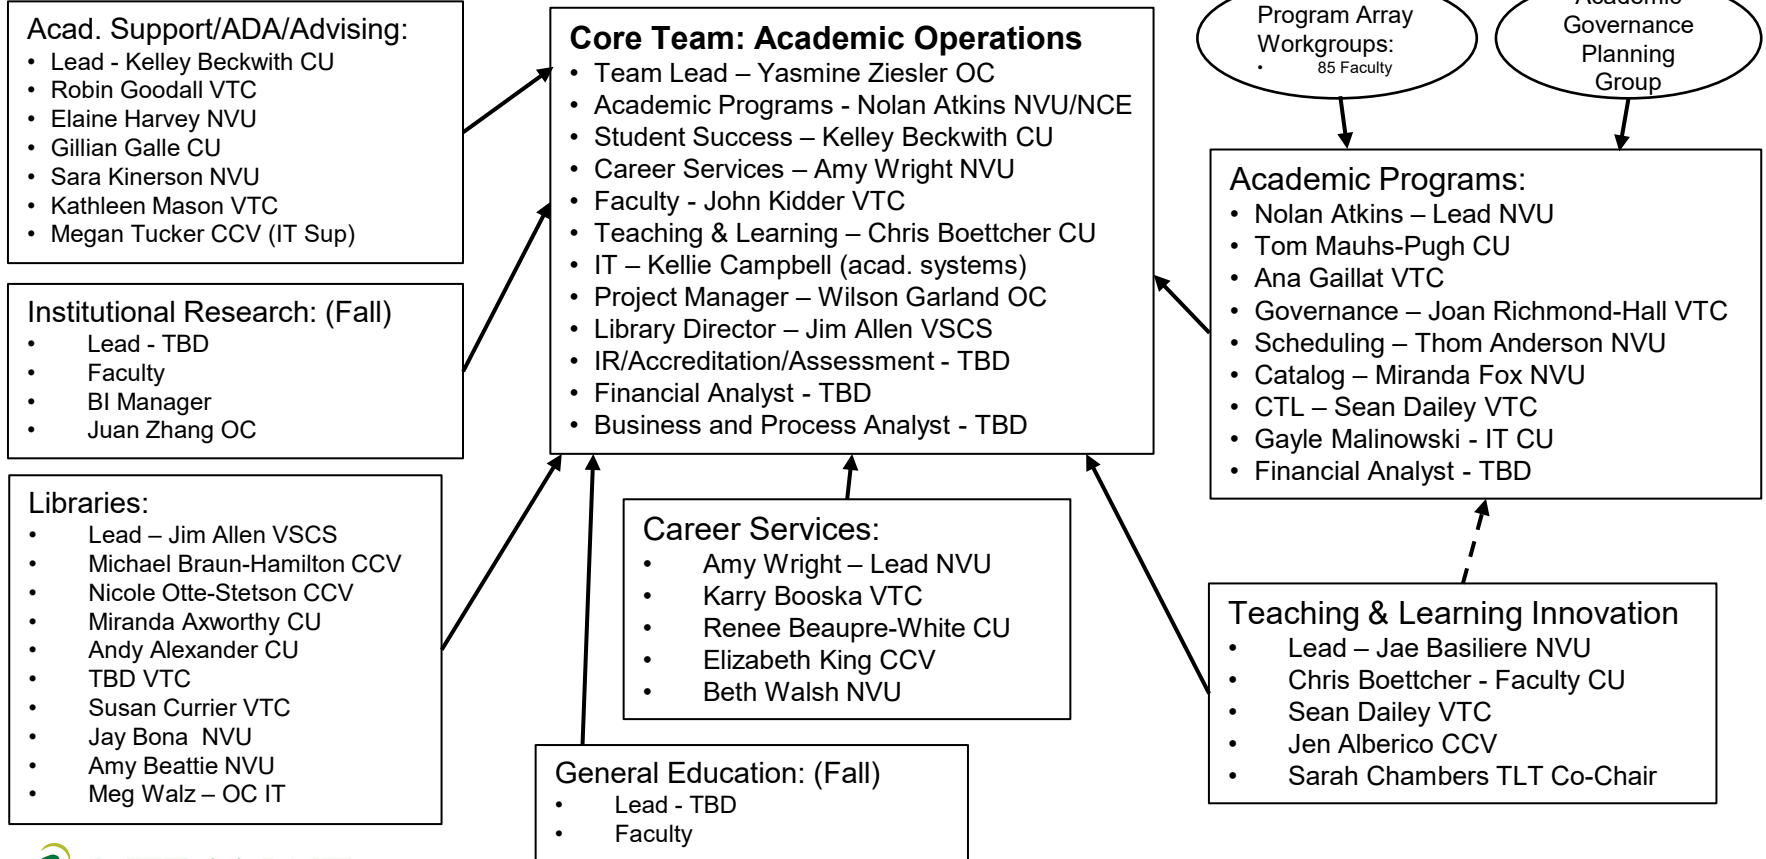 Acad. Support/ADA/Advising:
• Lead - Kelley Beckwith CU
• Robin Goodall VTC
• Elaine Harvey NVU
• Gillian Galle CU
• Sara Kinerson NVU
• Kathleen Mason VTC
• Megan Tucker CCV (IT Sup)
Institutional Research: (Fall)
• Lead - TBD
• Faculty
• BI Manager
• Juan Zhang OC
Libraries:
• Lead – Jim Allen VSCS
• Michael Braun-Hamilton CCV
• Nicole Otte-Stetson CCV
• Miranda Axworthy CU
• Andy Alexander CU
• TBD VTC
• Susan Currier VTC
• Jay Bona  NVU
• Amy Beattie NVU
• Meg Walz – OC IT
Core Team: Academic Operations
• Team Lead – Yasmine Ziesler OC
• Academic Programs - Nolan Atkins NVU/NCE
• Student Success – Kelley Beckwith CU
• Career Services – Amy Wright NVU
• Faculty - John Kidder VTC
• Teaching & Learning – Chris Boettcher CU
• IT – Kellie Campbell (acad. systems)
• Project Manager – Wilson Garland OC
• Library Director – Jim Allen VSCS
• IR/Accreditation/Assessment - TBD
• Financial Analyst - TBD
• Business and Process Analyst - TBD
Career Services:
• Amy Wright – Lead NVU
• Karry Booska VTC
• Renee Beaupre-White CU
• Elizabeth King CCV
• Beth Walsh NVU
General Education: (Fall)
• Lead - TBD
• Faculty
Program Array
Workgroups:
• 85 Faculty
Academic
Governance
Planning
Group
Academic Programs:
• Nolan Atkins – Lead NVU
• Tom Mauhs-Pugh CU
• Ana Gaillat VTC
• Governance – Joan Richmond-Hall VTC
• Scheduling – Thom Anderson NVU
• Catalog – Miranda Fox NVU
• CTL – Sean Dailey VTC
• Gayle Malinowski - IT CU
• Financial Analyst - TBD
Teaching & Learning Innovation
• Lead – Jae Basiliere NVU
• Chris Boettcher - Faculty CU
• Sean Dailey VTC
• Jen Alberico CCV
• Sarah Chambers TLT Co-Chair